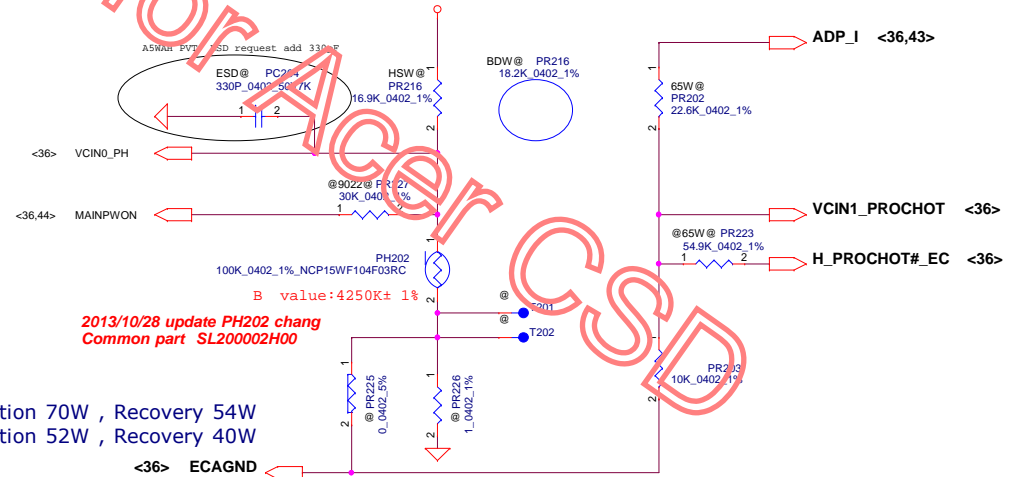 for Acer CSD
A5WAH PVT ESD request add 330pF
ESD@ PC204
330P_0402_50V7K
1 2
HSW@
PR216
16.9K_0402_1%
1
2
BDW@ PR216
18.2K_0402_1%
65W@
PR202
22.6K_0402_1%
1
2
ADP_I <36,43>
<36> VCIN0_PH
@9022@ PR227
30K_0402_1%
1 2
<36,44> MAINPWON
VCIN1_PROCHOT <36>
@65W@ PR223
54.9K_0402_1%
1 2
H_PROCHOT#_EC <36>
PH202
100K_0402_1%_NCP15WF104F03RC
1
2
B value:4250K± 1%
@
T201
@
T202
2013/10/28 update PH202 chang
Common part SL200002H00
1
2
@ PR225
0_0402_5%
1
2
@ PR226
1_0402_1%
1
2
PR203
10K_0402_1%
tion 70W , Recovery 54W
tion 52W , Recovery 40W
<36> ECAGND